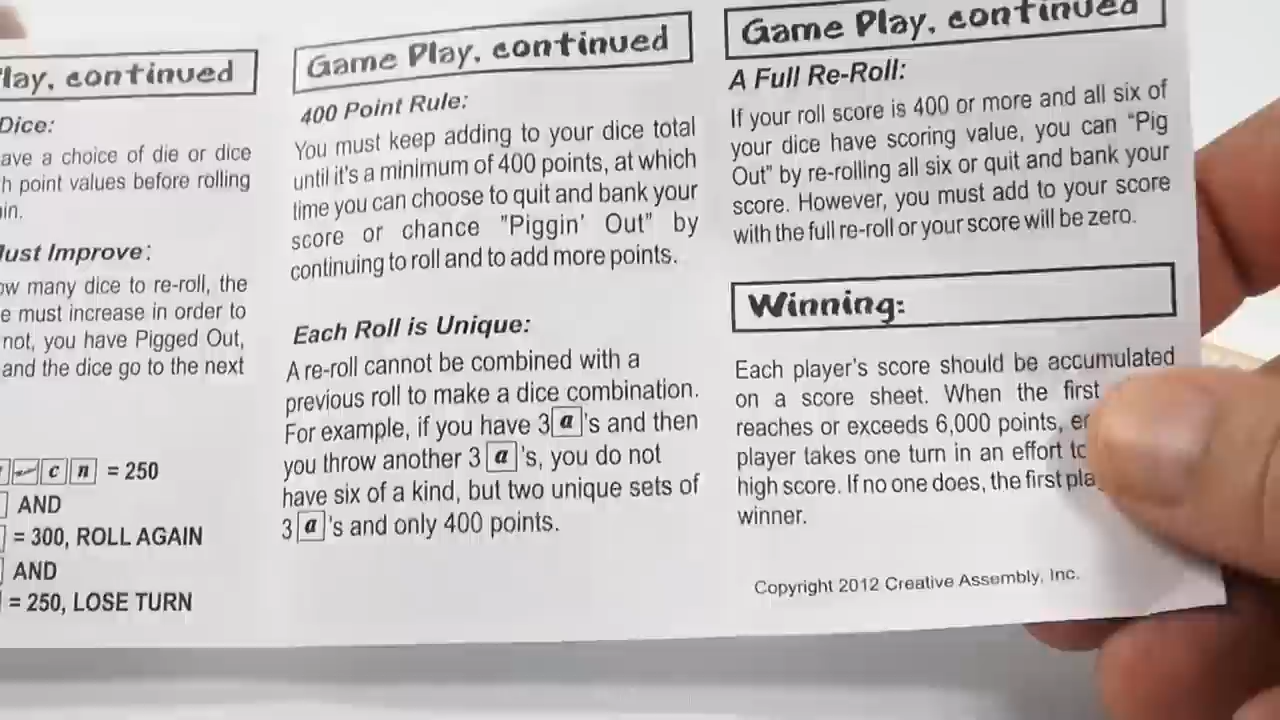 lay, continued
Dice:
ave a choice of die or dice
h point values before rolling
in.
ust Improve:
ow many dice to re-roll, the
e must increase in order to
not, you have Pigged Out,
and the dice go to the next
c n = 250
AND
= 300, ROLL AGAIN
AND
= 250, LOSE TURN
Game Play, continued
400 Point Rule:
You must keep adding to your dice total
until it's a minimum of 400 points, at which
time you can choose to quit and bank your
score or chance "Piggin' Out" by
continuing to roll and to add more points.
Each Roll is Unique:
A re-roll cannot be combined with a
previous roll to make a dice combination.
For example, if you have 3 a 's and then
you throw another 3 a 's, you do not
have six of a kind, but two unique sets of
3 a 's and only 400 points.
Game Play, continued
A Full Re-Roll:
If your roll score is 400 or more and all six of
your dice have scoring value, you can “Pig
Out” by re-rolling all six or quit and bank your
score. However, you must add to your score
with the full re-roll or your score will be zero.
Winning:
Each player's score should be accumulated
on a score sheet. When the first
reaches or exceeds 6,000 points,
player takes one turn in an effort
high score. If no one does, the first
winner.
Copyright 2012 Creative Assembly, Inc.